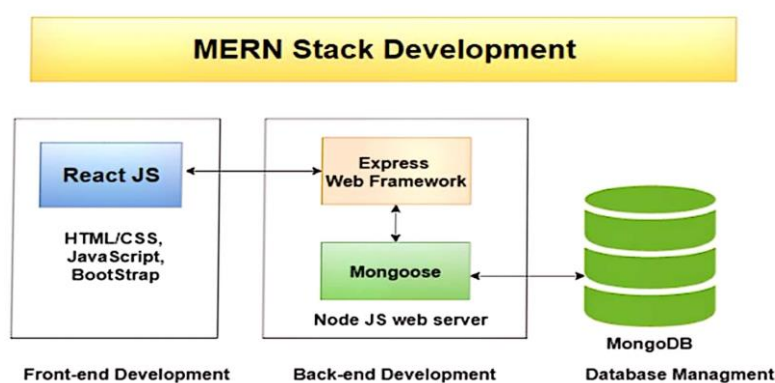 MERN Stack Development
React JS
HTML/CSS,
JavaScript,
BootStrap
Front-end Development
Express
Web Framework
Mongoose
Node JS web server
Back-end Development
MongoDB
Database Managment